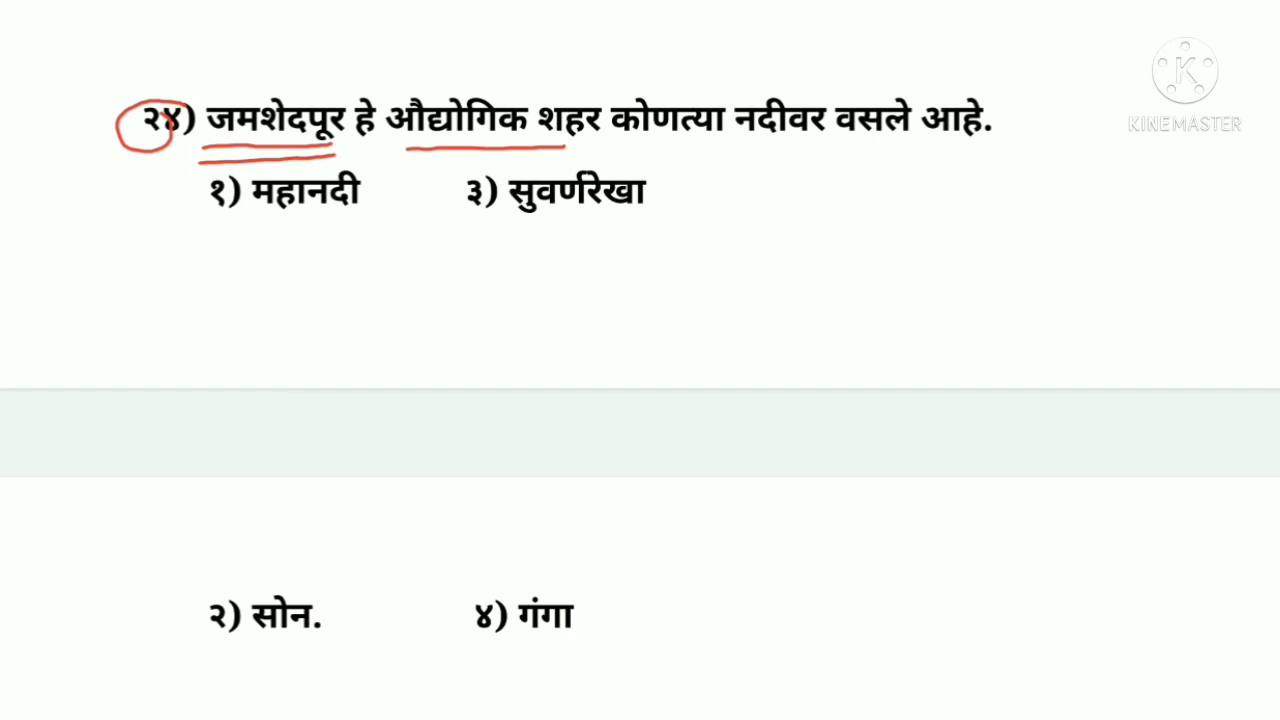 २४) जमशेदपूर हे औद्योगिक शहर कोणत्या नदीवर वसले आहे.
१) महानदी ३) सुवर्णरेखा
२) सोन. ४) गंगा
K
KINEMASTER